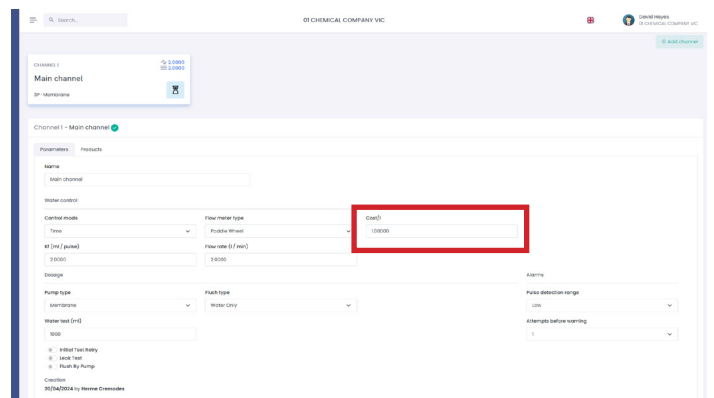 Search...
01 CHEMICAL COMPANY VIC
David Hayes
01 CHEMICAL COMPANY VIC
Add channel
CHANNEL 1
2.0000
2.0000
Main channel
DP - Membrane
Channel 1 - Main channel
Parameters Products
Name
Main channel
Water control
Control mode Flow meter type Cost/l
Time Paddle Wheel 1.00000
Kf (ml / pulse) Flow rate (l / min)
2.0000 2.0000
Dosage Alarms
Pump type Flush type Pulse detection range
Membrane Water Only Low
Water test (ml) Attempts before warning
1000 1
Initial Test Retry
Leak Test
Flush By Pump
Creation
30/04/2024 by Herme Cremades